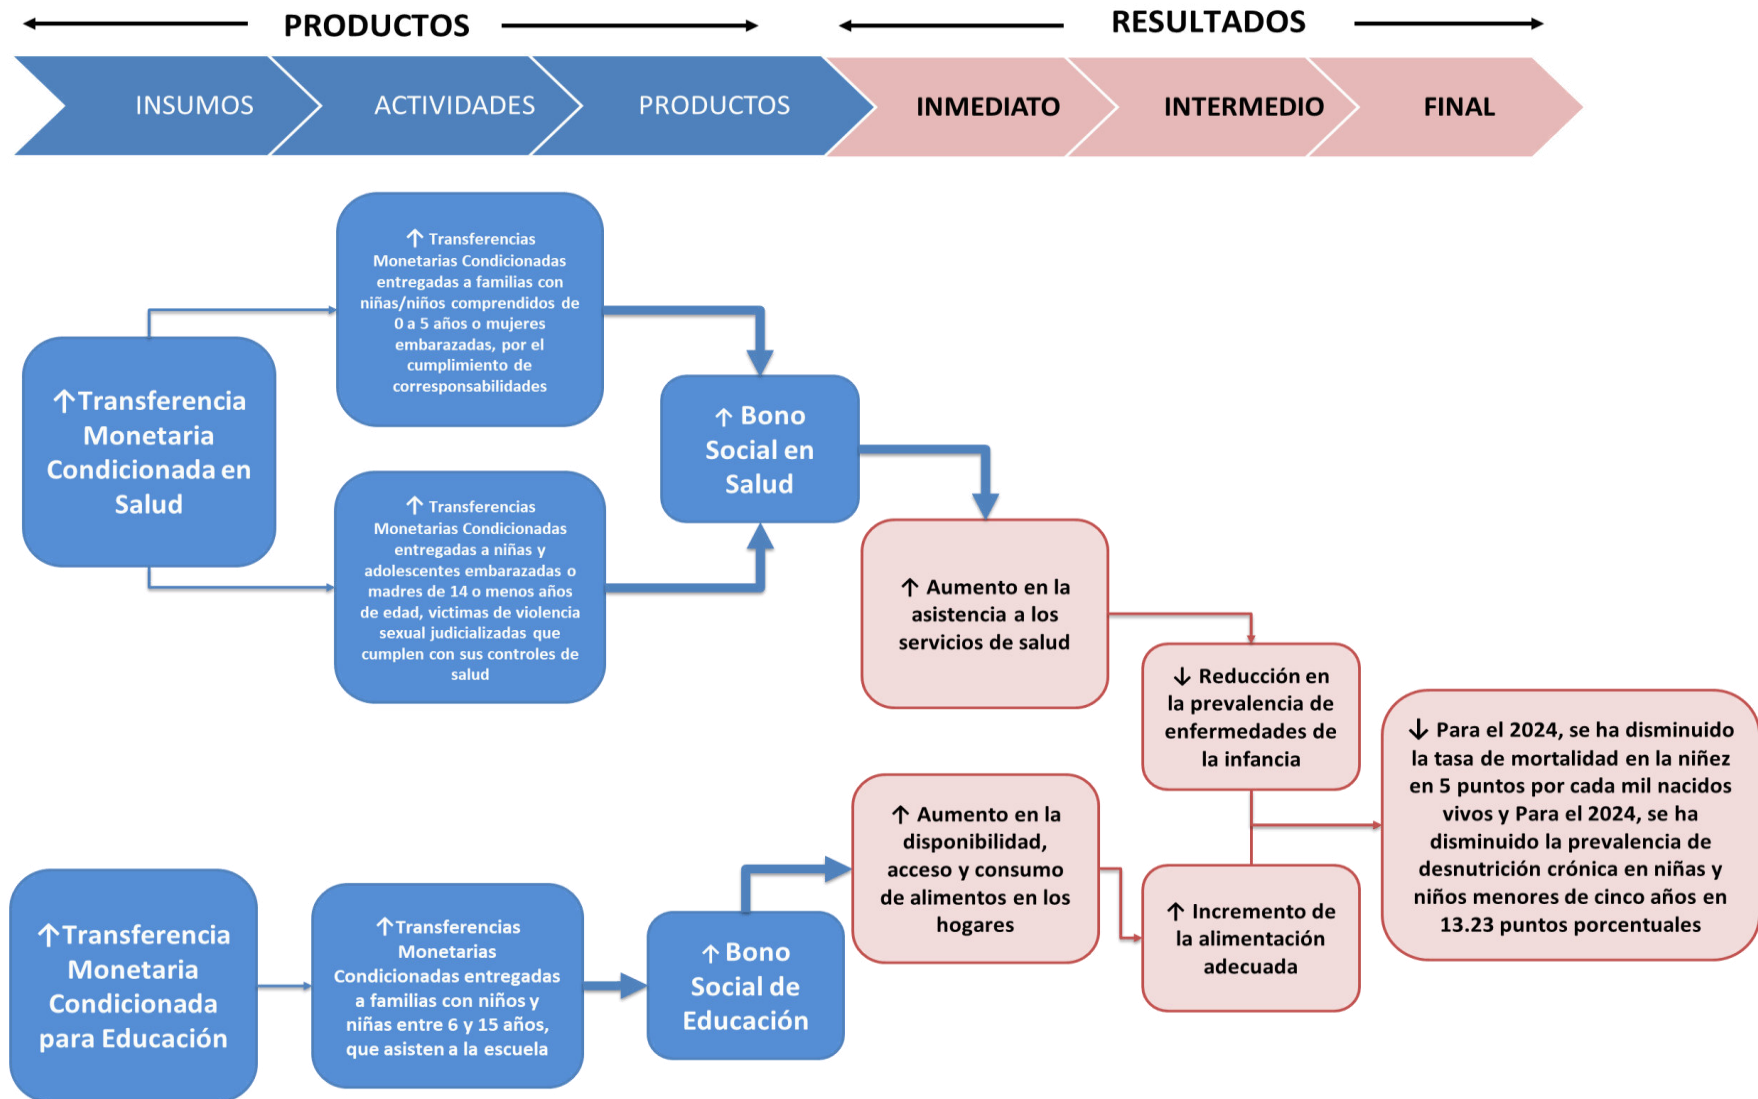 PRODUCTOS
RESULTADOS
INSUMOS
ACTIVIDADES
PRODUCTOS
INMEDIATO
INTERMEDIO
FINAL
↑Transferencia
Monetaria
Condicionada en
Salud
↑ Transferencias
Monetarias Condicionadas
entregadas a familias con
niñas/niños comprendidos de
0 a 5 años o mujeres
embarazadas, por el
cumplimiento de
corresponsabilidades
↑ Transferencias
Monetarias Condicionadas
entregadas a niñas y
adolescentes embarazadas o
madres de 14 o menos años
de edad, victimas de violencia
sexual judicializadas que
cumplen con sus controles de
salud
↑ Bono
Social en
Salud
↑ Aumento en la
asistencia a los
servicios de salud
↓ Reducción en
la prevalencia de
enfermedades de
la infancia
↓ Para el 2024, se ha disminuido
la tasa de mortalidad en la niñez
en 5 puntos por cada mil nacidos
vivos y Para el 2024, se ha
disminuido la prevalencia de
desnutrición crónica en niñas y
niños menores de cinco años en
13.23 puntos porcentuales
↑Transferencia
Monetaria
Condicionada
para Educación
↑Transferencias
Monetarias
Condicionadas entregadas
a familias con niños y
niñas entre 6 y 15 años,
que asisten a la escuela
↑ Bono
Social de
Educación
↑ Aumento en la
disponibilidad,
acceso y consumo
de alimentos en los
hogares
↑ Incremento de
la alimentación
adecuada